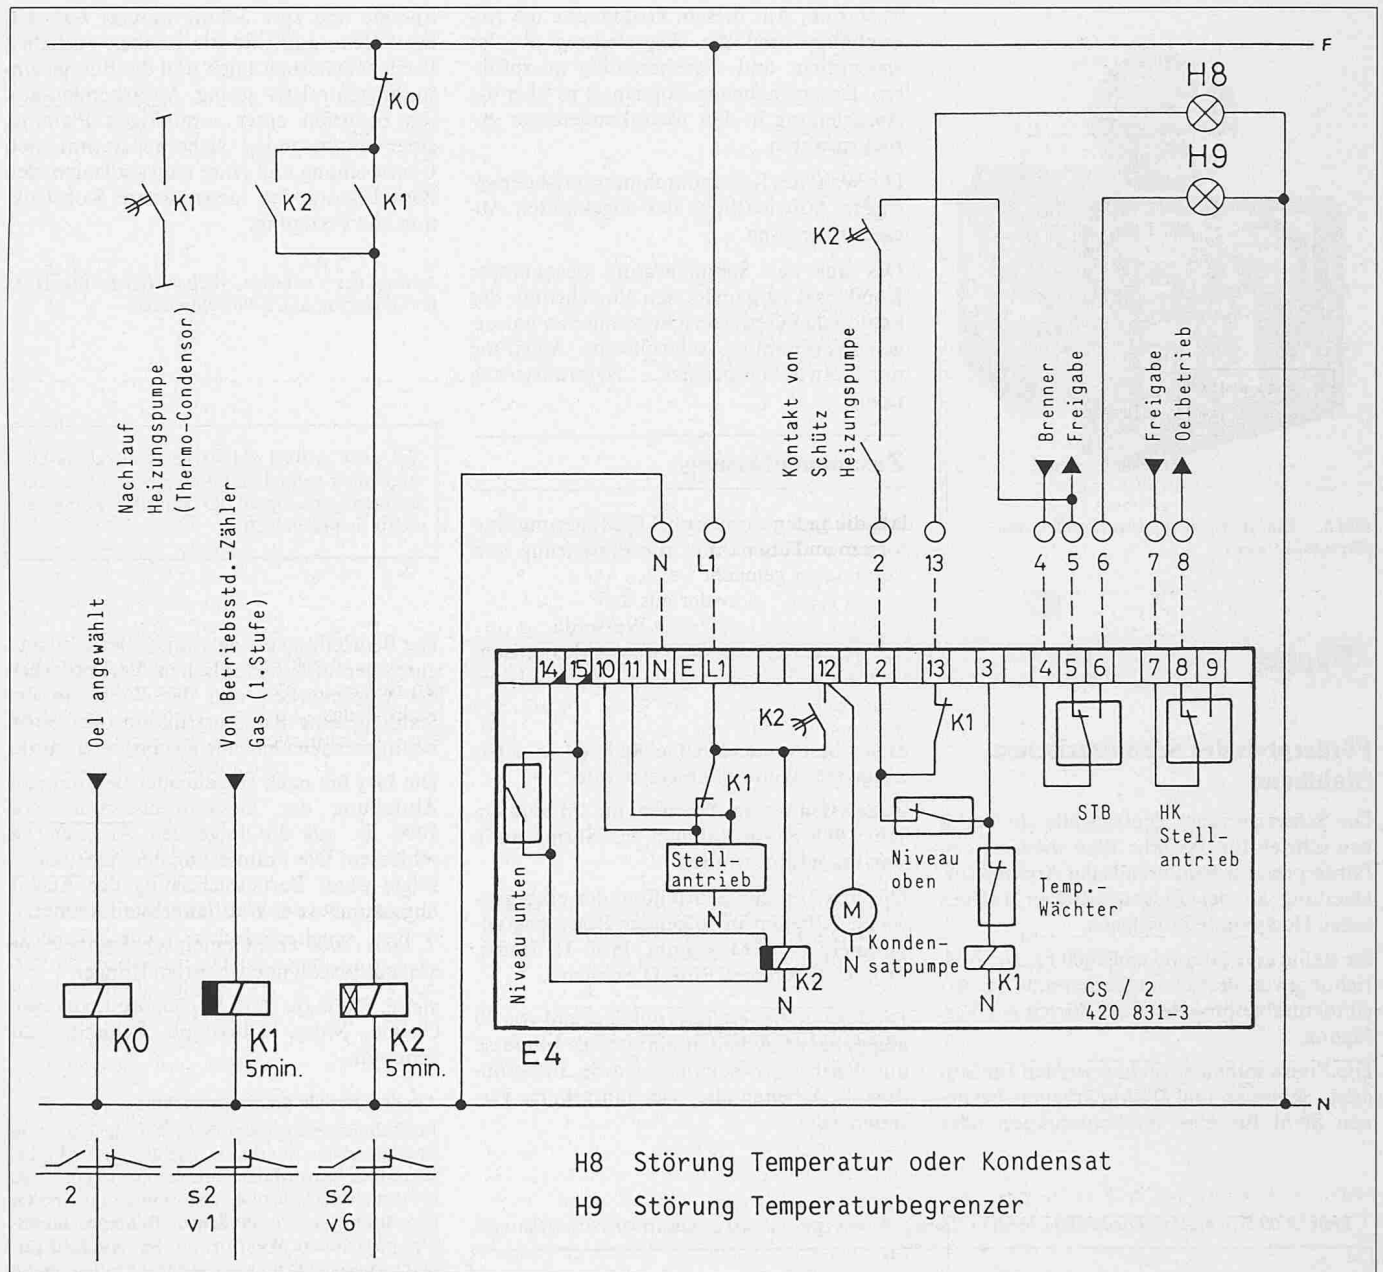 F
H8
K0
H9
K1
K2
K1
K2
Nachlauf
Heizungspumpe
(Thermo-Condensor)
Kontakt von
Schütz
Heizungspumpe
Brenner
Freigabe
Freigabe
Oelbetrieb
Oel angewählt
Von Betriebsstd.-Zähler
Gas (1.Stufe)
N
L1
2
13
4
5
6
7
8
14
15
10
11
N
E
L1
12
2
13
3
4
5
6
7
8
9
K2
K1
K1
STB
HK
Stell-
antrieb
Niveau unten
Stell-
antrieb
N
Niveau
oben
Temp.-
Wächter
M
N
Konden-
satpumpe
K2
N
K1
N
CS / 2
420 831-3
E4
K0
K1
5min.
K2
5min.
N
2
s2
v1
s2
v6
H8 Störung Temperatur oder Kondensat
H9 Störung Temperaturbegrenzer